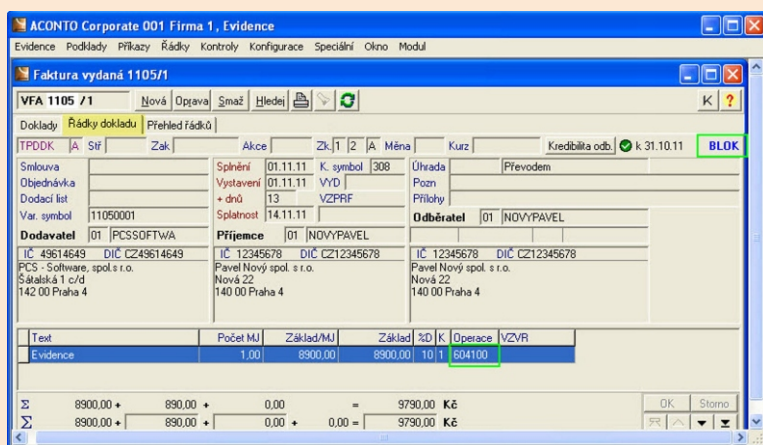 ACONTO Corporate 001 Firma 1, Evidence
Evidence Podklady Příkazy Řádky Kontroly Konfigurace Speciální Okno Modul
Faktura vydaná 1105/1
VFA 1105 /1 Nová Oprava Smaž Hledej K ?
Doklady Řádky dokladu Přehled řádků
TPDDK A Stř Zak Akce Zk. 1 2 A Měna Kurz Kredibilita odb. k 31.10.11 BLOK
Smlouva Splnění 01.11.11 K. symbol 308 Úhrada Převodem
Objednávka Vystavení 01.11.11 VYD Pozn
Dodací list + dnů 13 VZPRF Přílohy
Var. symbol 11050001 Splatnost 14.11.11 Odběratel 01 NOVYPAVEL
Dodavatel 01 PCSSOFTWA Příjemce 01 NOVYPAVEL
IČ 49614649 DIČ CZ49614649 IČ 12345678 DIČ CZ12345678 IČ 12345678 DIČ CZ12345678
PCS - Software, spol.s r.o. Pavel Nový spol. s r.o. Pavel Nový spol. s r.o.
Šátalská 1 c/d Nová 22 Nová 22
142 00 Praha 4 140 00 Praha 4 140 00 Praha 4
Text Počet MJ Základ/MJ Základ %D K Operace VZVR
Evidence 1,00 8900,00 8900,00 10 1 604100
Σ 8900,00 + 890,00 + 0,00 = 9790,00 Kč OK Storno
Σ 8900,00 + 890,00 + 0,00 + 0,00 = 9790,00 Kč